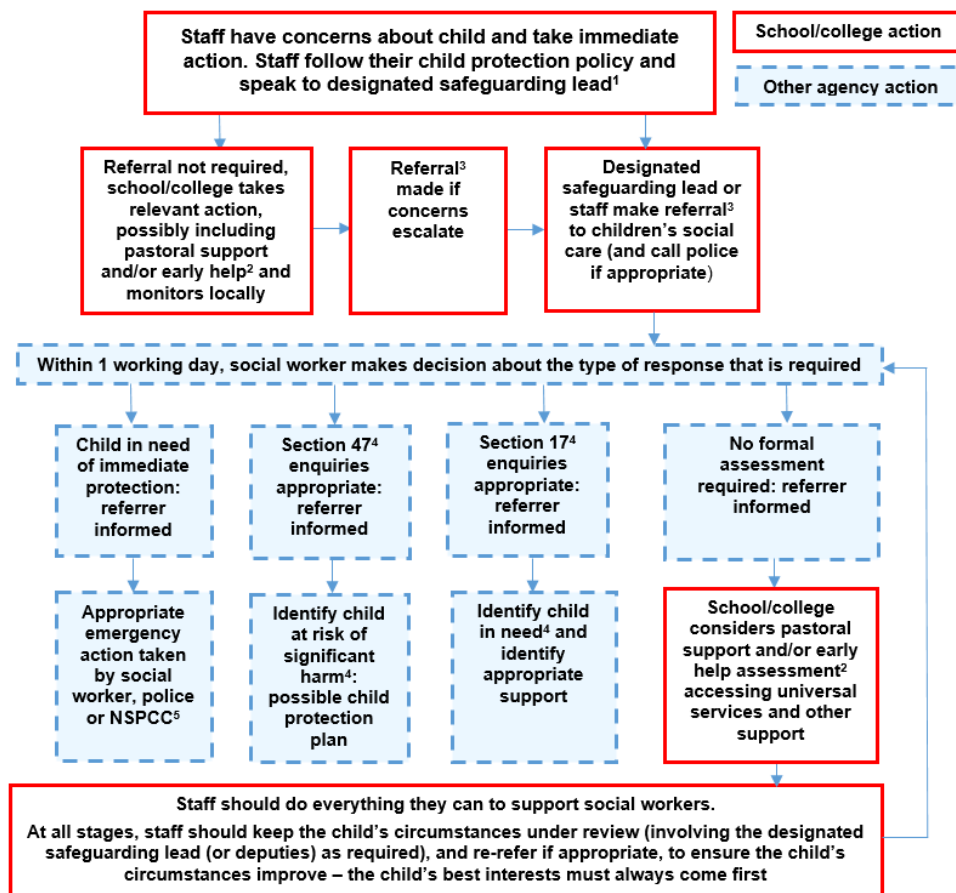 Staff have concerns about child and take immediate
action. Staff follow their child protection policy and
speak to designated safeguarding lead¹
School/college action
Other agency action
Referral not required,
school/college takes
relevant action,
possibly including
pastoral support
and/or early help² and
monitors locally
Referral³
made if
concerns
escalate
Designated
safeguarding lead or
staff make referral³
to children’s social
care (and call police
if appropriate)
Within 1 working day, social worker makes decision about the type of response that is required
Child in need
of immediate
protection:
referrer
informed
Section 47⁴
enquiries
appropriate:
referrer
informed
Section 17⁴
enquiries
appropriate:
referrer
informed
No formal
assessment
required: referrer
informed
Appropriate
emergency
action taken
by social
worker, police
or NSPCC⁵
Identify child
at risk of
significant
harm⁴:
possible child
protection
plan
Identify child
in need⁴ and
identify
appropriate
support
School/college
considers pastoral
support and/or early
help assessment²
accessing universal
services and other
support
Staff should do everything they can to support social workers.
At all stages, staff should keep the child’s circumstances under review (involving the designated
safeguarding lead (or deputies) as required), and re-refer if appropriate, to ensure the child’s
circumstances improve – the child’s best interests must always come first